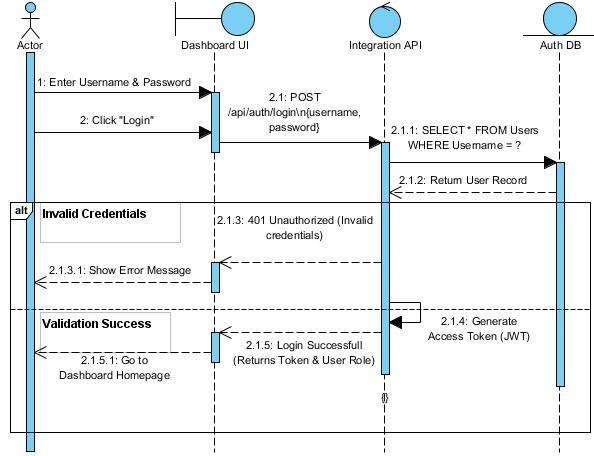 Actor
Dashboard UI
Integration API
Auth DB
1: Enter Username & Password
2: Click "Login"
2.1: POST
/api/auth/login\n{username,
password}
2.1.1: SELECT * FROM Users
WHERE Username = ?
2.1.2: Return User Record
alt
Invalid Credentials
2.1.3: 401 Unauthorized (Invalid
credentials)
2.1.3.1: Show Error Message
Validation Success
2.1.4: Generate
Access Token (JWT)
2.1.5: Login Successfull
(Returns Token & User Role)
2.1.5.1: Go to
Dashboard Homepage